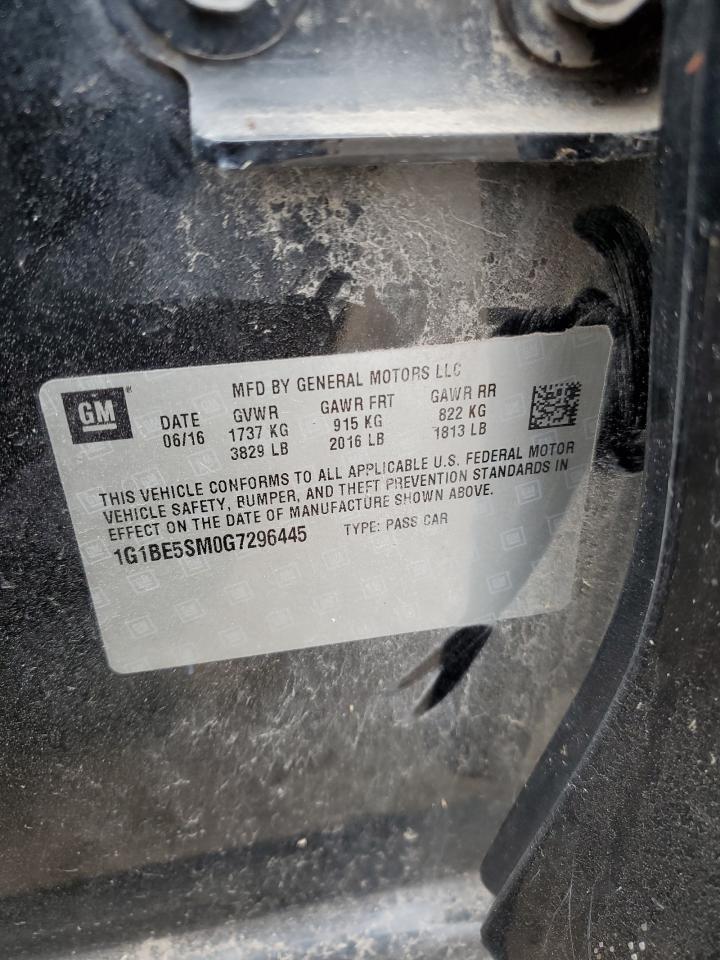 GM
MFD BY GENERAL MOTORS LLC
DATE GVWR GAWR FRT GAWR RR
06/16 1737 KG 915 KG 822 KG
3829 LB 2016 LB 1813 LB
THIS VEHICLE CONFORMS TO ALL APPLICABLE U.S. FEDERAL MOTOR
VEHICLE SAFETY, BUMPER, AND THEFT PREVENTION STANDARDS IN
EFFECT ON THE DATE OF MANUFACTURE SHOWN ABOVE.
1G1BE5SM0G7296445 TYPE: PASS CAR